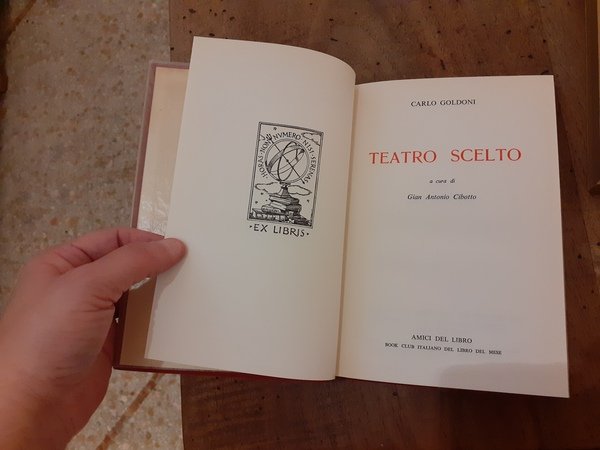 HORAS · NON · NVMERO · NISI · SERENAS
· EX LIBRIS ·
CARLO GOLDONI
TEATRO SCELTO
a cura di
Gian Antonio Cibotto
AMICI DEL LIBRO
BOOK CLUB ITALIANO DEL LIBRO DEL MESE